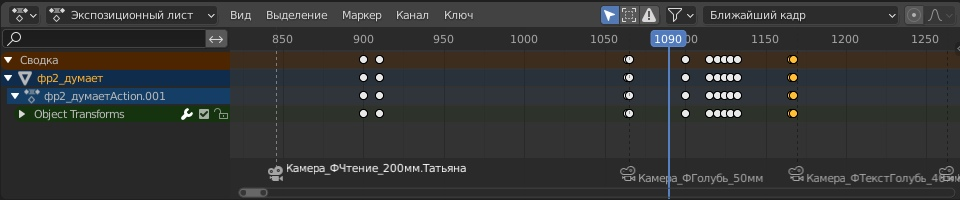 Экспозиционный лист Вид Выделение Маркер Канал Ключ Ближайший кадр
850 900 950 1000 1050 1090 1150 1200 1250
Сводка
фр2_думает
фр2_думаетAction.001
Object Transforms
Камера_ФЧтение_200мм.Татьяна
Камера_ФГолубь_50мм Камера_ФТекстГолубь_4